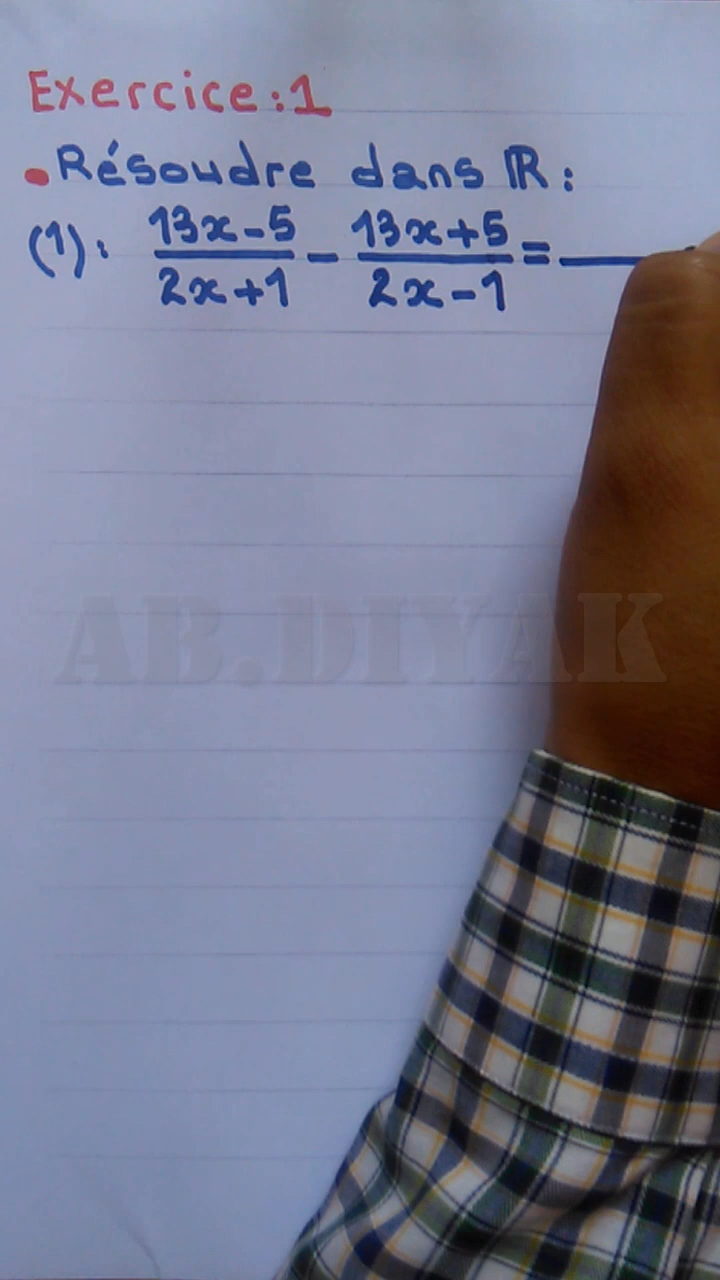 Exercice:1
• Résoudre dans ℝ:
(1): (13x-5)/(2x+1) - (13x+5)/(2x-1) =
AB.DIYAK